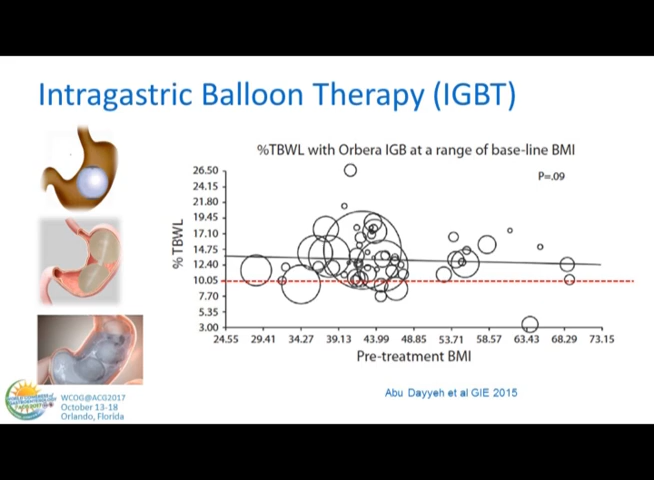 Intragastric Balloon Therapy (IGBT)
%TBWL with Orbera IGB at a range of base-line BMI
P=.09
26.50
24.15
21.80
19.45
17.10
14.75
12.40
10.05
7.70
5.35
3.00
% TBWL
24.55 29.41 34.27 39.13 43.99 48.85 53.71 58.57 63.43 68.29 73.15
Pre-treatment BMI
Abu Dayyeh et al GIE 2015
WCOG@ACG2017
October 13-18
Orlando, Florida